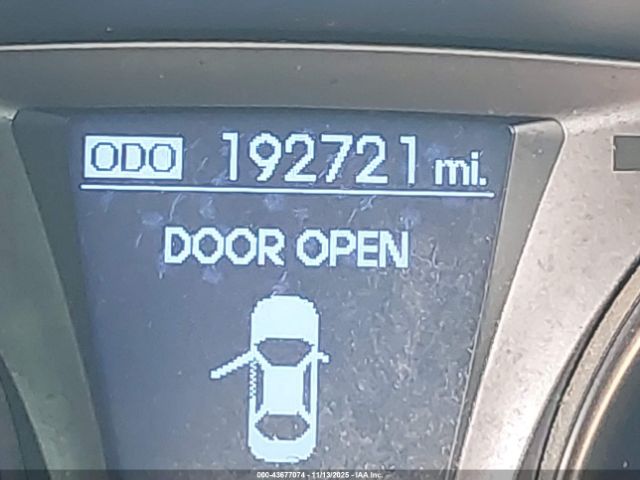 ODO 192721 mi.
DOOR OPEN
000-43677074 - 11/13/2025 - IAA Inc.